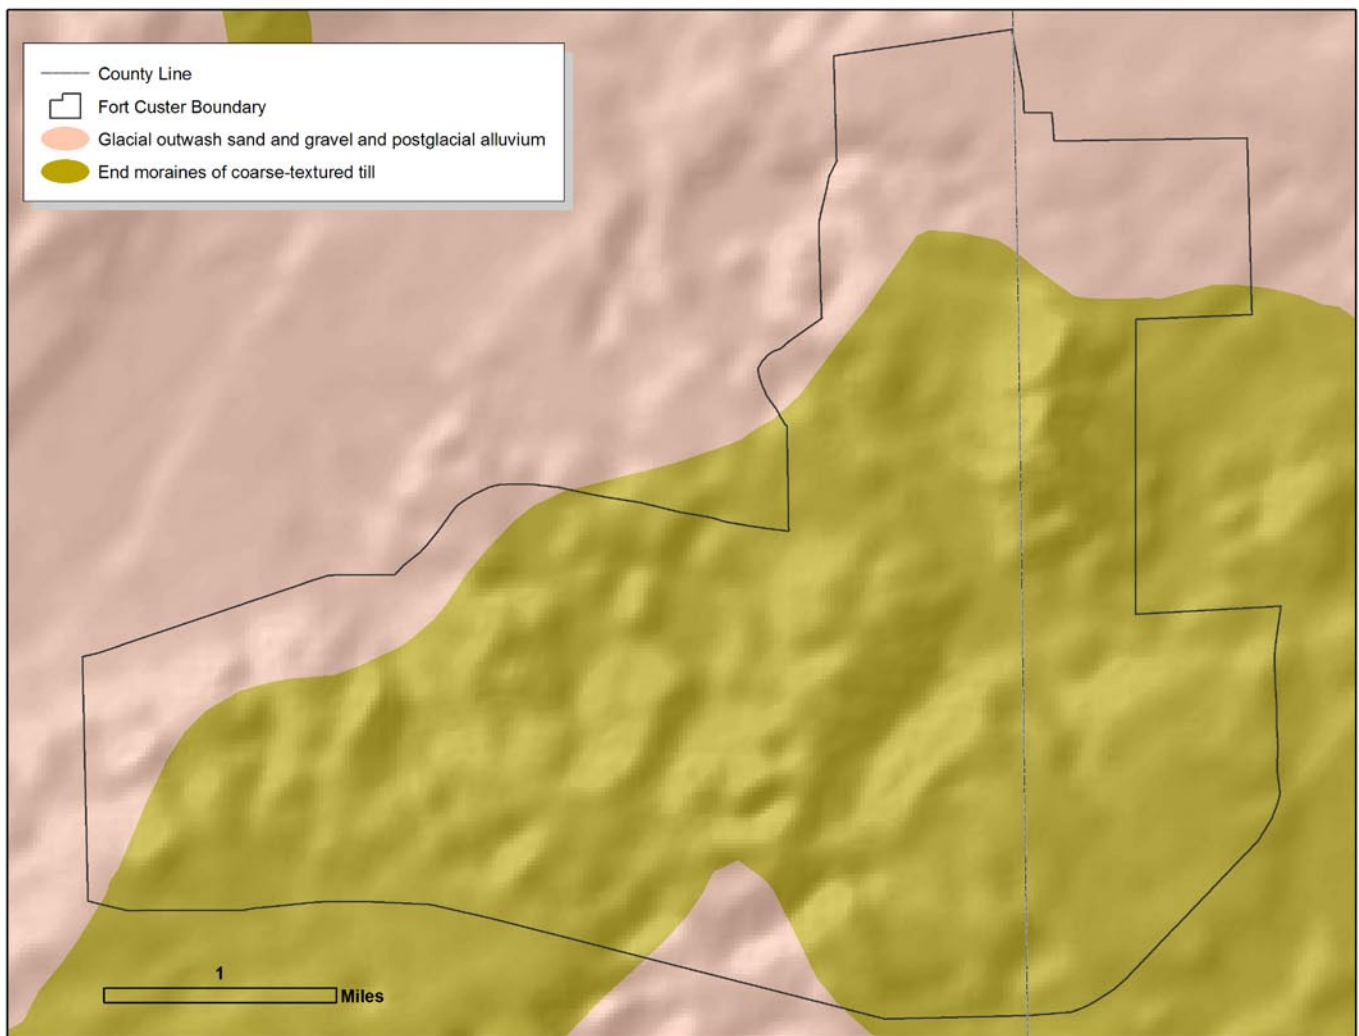 County Line
Fort Custer Boundary
Glacial outwash sand and gravel and postglacial alluvium
End moraines of coarse-textured till
1
Miles